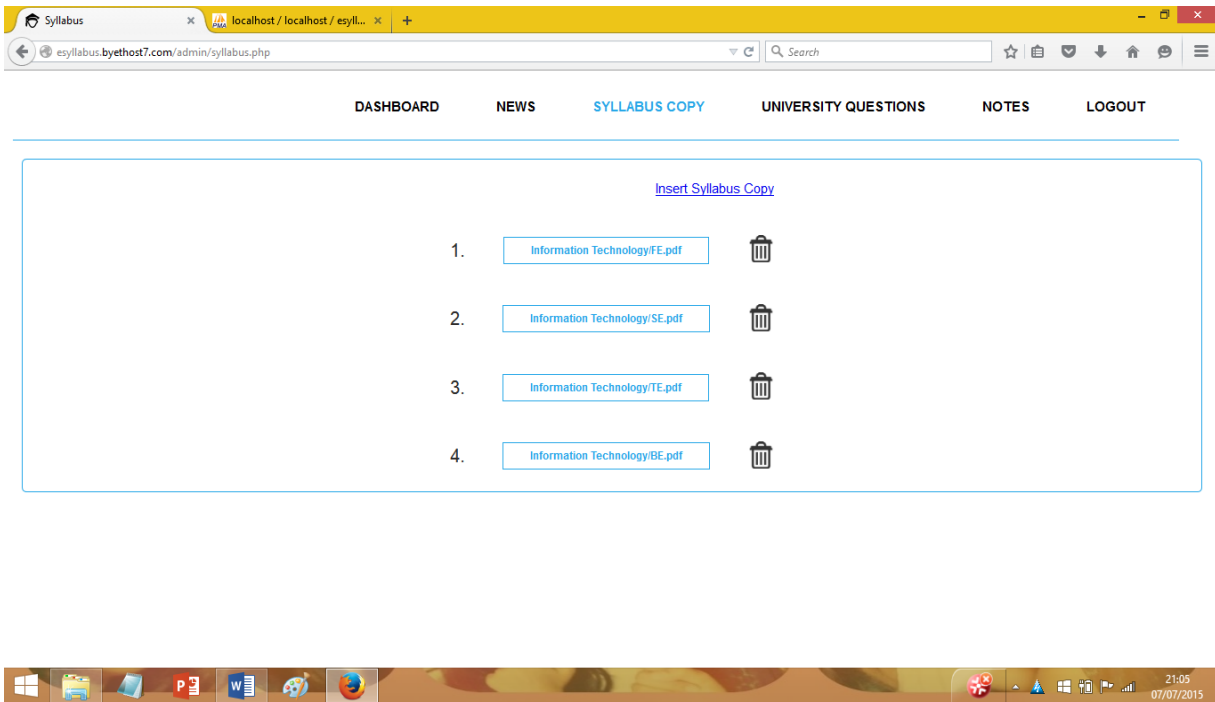 Syllabus
localhost / localhost / esyll...
esyllabus.byethost7.com/admin/syllabus.php
Search
DASHBOARD NEWS SYLLABUS COPY UNIVERSITY QUESTIONS NOTES LOGOUT
Insert Syllabus Copy
1. Information Technology/FE.pdf
2. Information Technology/SE.pdf
3. Information Technology/TE.pdf
4. Information Technology/BE.pdf
21:05
07/07/2015